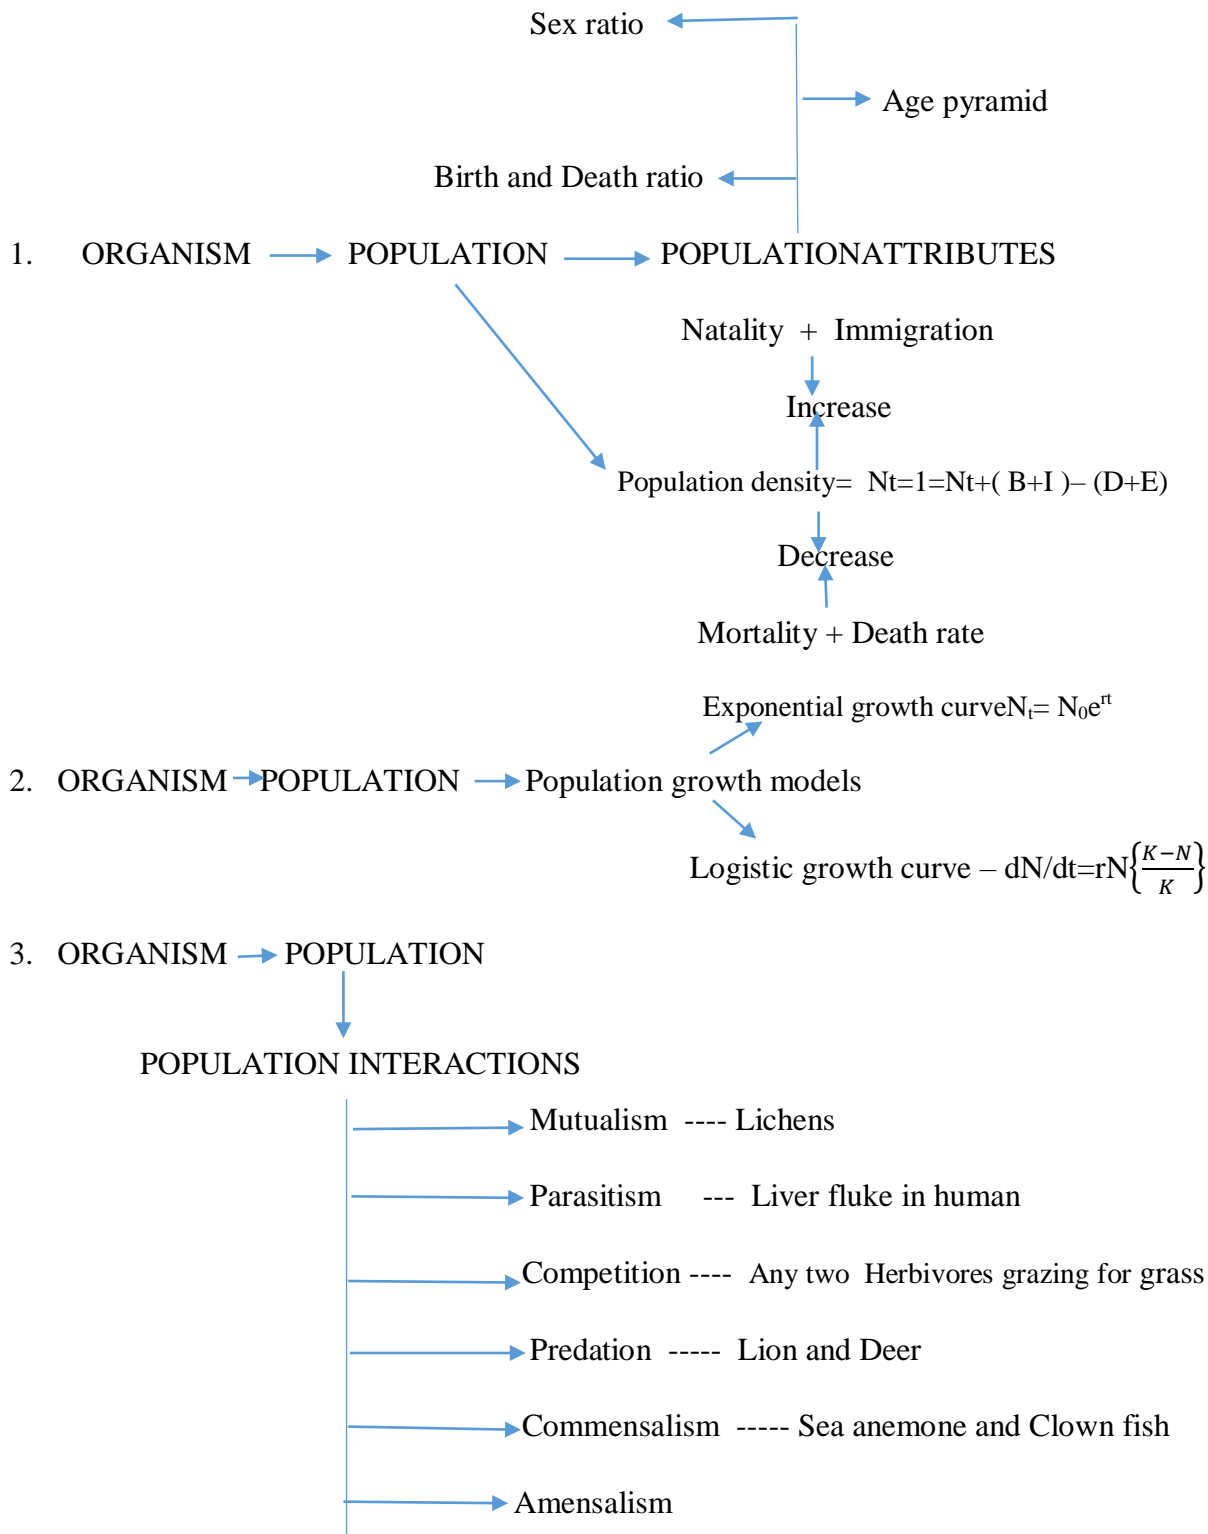 Sex ratio
Age pyramid
Birth and Death ratio
1. ORGANISM POPULATION POPULATIONATTRIBUTES
Natality + Immigration
Increase
Population density= Nt=1=Nt+( B+I )– (D+E)
Decrease
Mortality + Death rate
Exponential growth curveNₜ= N₀eʳᵗ
2. ORGANISM POPULATION Population growth models
Logistic growth curve – dN/dt=rN{K−N/K}
3. ORGANISM POPULATION
POPULATION INTERACTIONS
Mutualism ---- Lichens
Parasitism --- Liver fluke in human
Competition ---- Any two Herbivores grazing for grass
Predation ----- Lion and Deer
Commensalism ----- Sea anemone and Clown fish
Amensalism